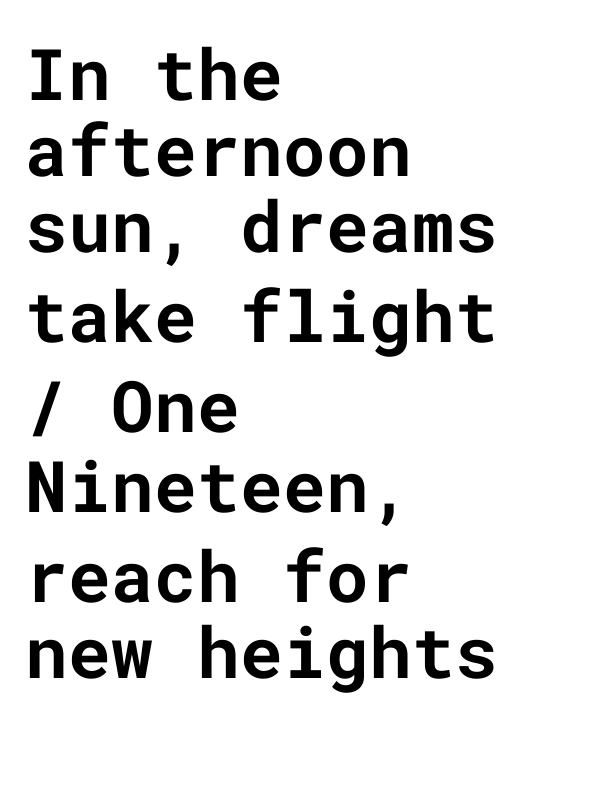 In the
afternoon
sun, dreams
take flight
/ One
Nineteen,
reach for
new heights